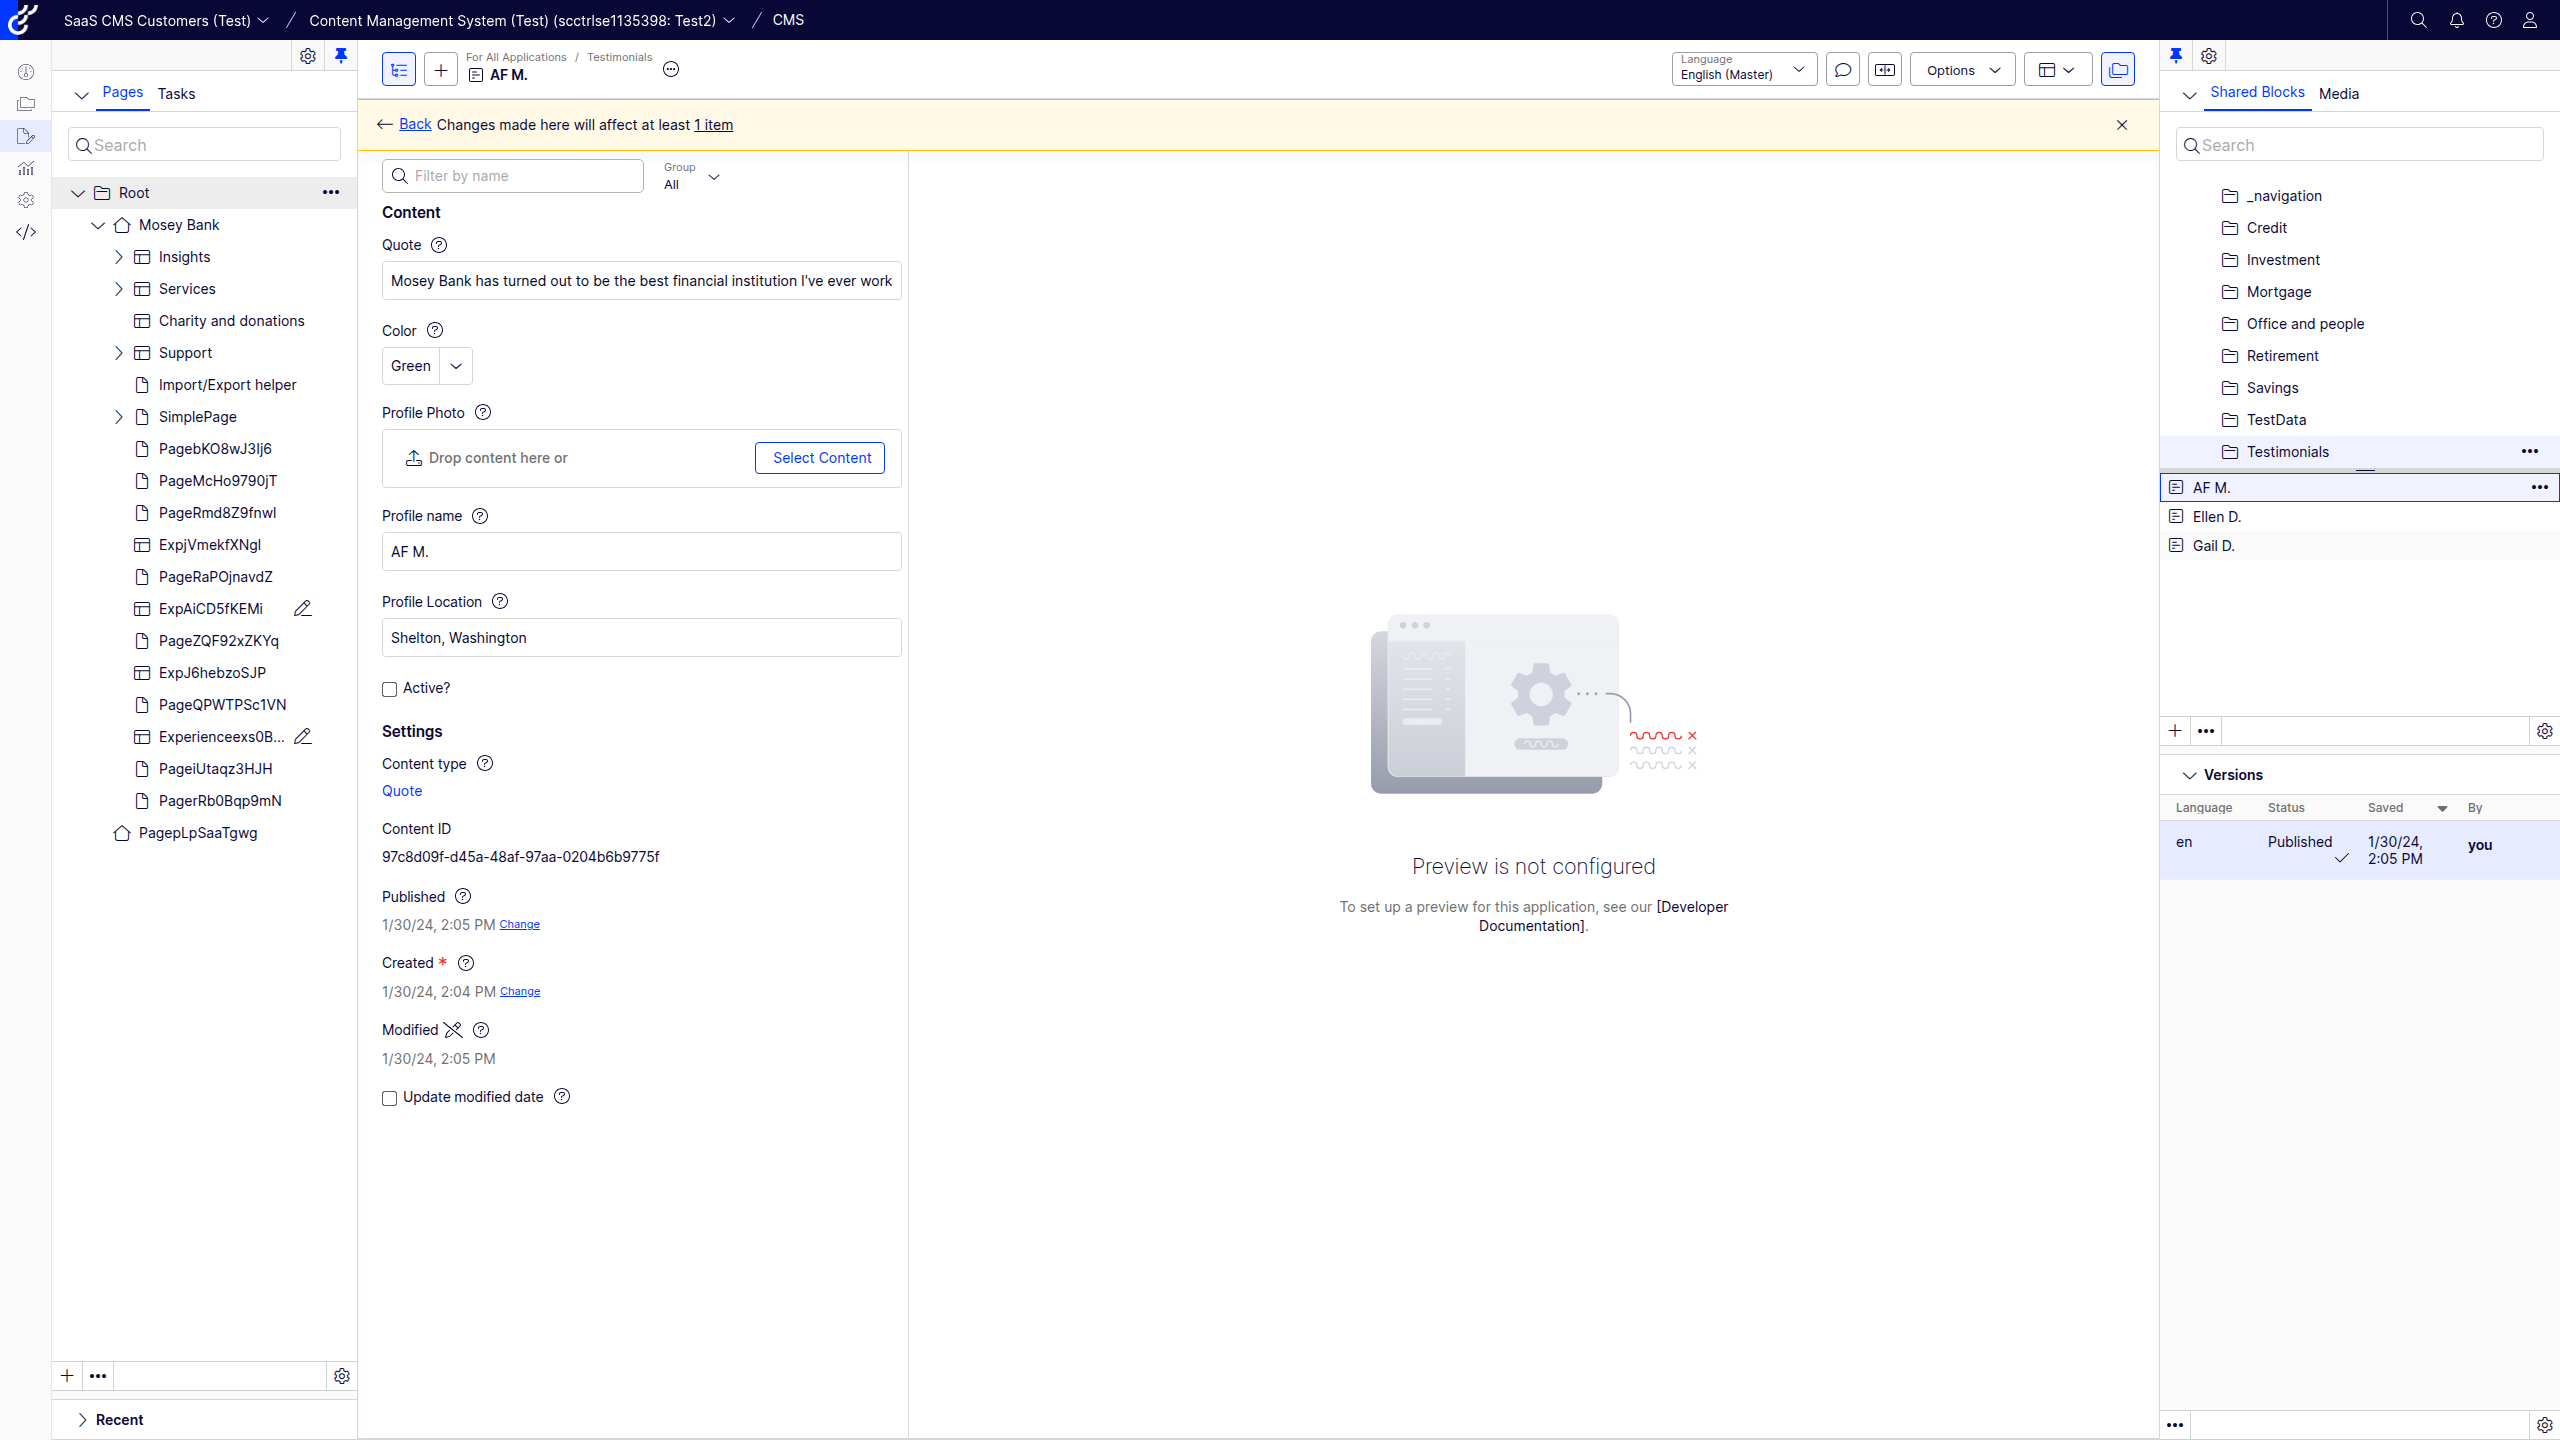 SaaS CMS Customers (Test) / Content Management System (Test) (scctrlse1135398: Test2) / CMS
Pages Tasks
Search
Root
Mosey Bank
Insights
Services
Charity and donations
Support
Import/Export helper
SimplePage
PagebKO8wJ3Ij6
PageMcHo9790jT
PageRmd8Z9fnwI
ExpjVmekfXNgI
PageRaPOjnavdZ
ExpAiCD5fKEMi
PageZQF92xZKYq
ExpJ6hebzoSJP
PageQPWTPSc1VN
Experienceexs0B...
PageiUtaqz3HJH
PagerRb0Bqp9mN
PagepLpSaaTgwg
Recent
For All Applications / Testimonials
AF M.
Language
English (Master)
Options
Back Changes made here will affect at least 1 item
Filter by name
Group
All
Content
Quote
Mosey Bank has turned out to be the best financial institution I've ever work
Color
Green
Profile Photo
Drop content here or Select Content
Profile name
AF M.
Profile Location
Shelton, Washington
Active?
Settings
Content type
Quote
Content ID
97c8d09f-d45a-48af-97aa-0204b6b9775f
Published
1/30/24, 2:05 PM Change
Created *
1/30/24, 2:04 PM Change
Modified
1/30/24, 2:05 PM
Update modified date
Preview is not configured
To set up a preview for this application, see our [Developer
Documentation].
Shared Blocks Media
Search
_navigation
Credit
Investment
Mortgage
Office and people
Retirement
Savings
TestData
Testimonials
AF M.
Ellen D.
Gail D.
Versions
Language Status Saved By
en Published 1/30/24, 2:05 PM you